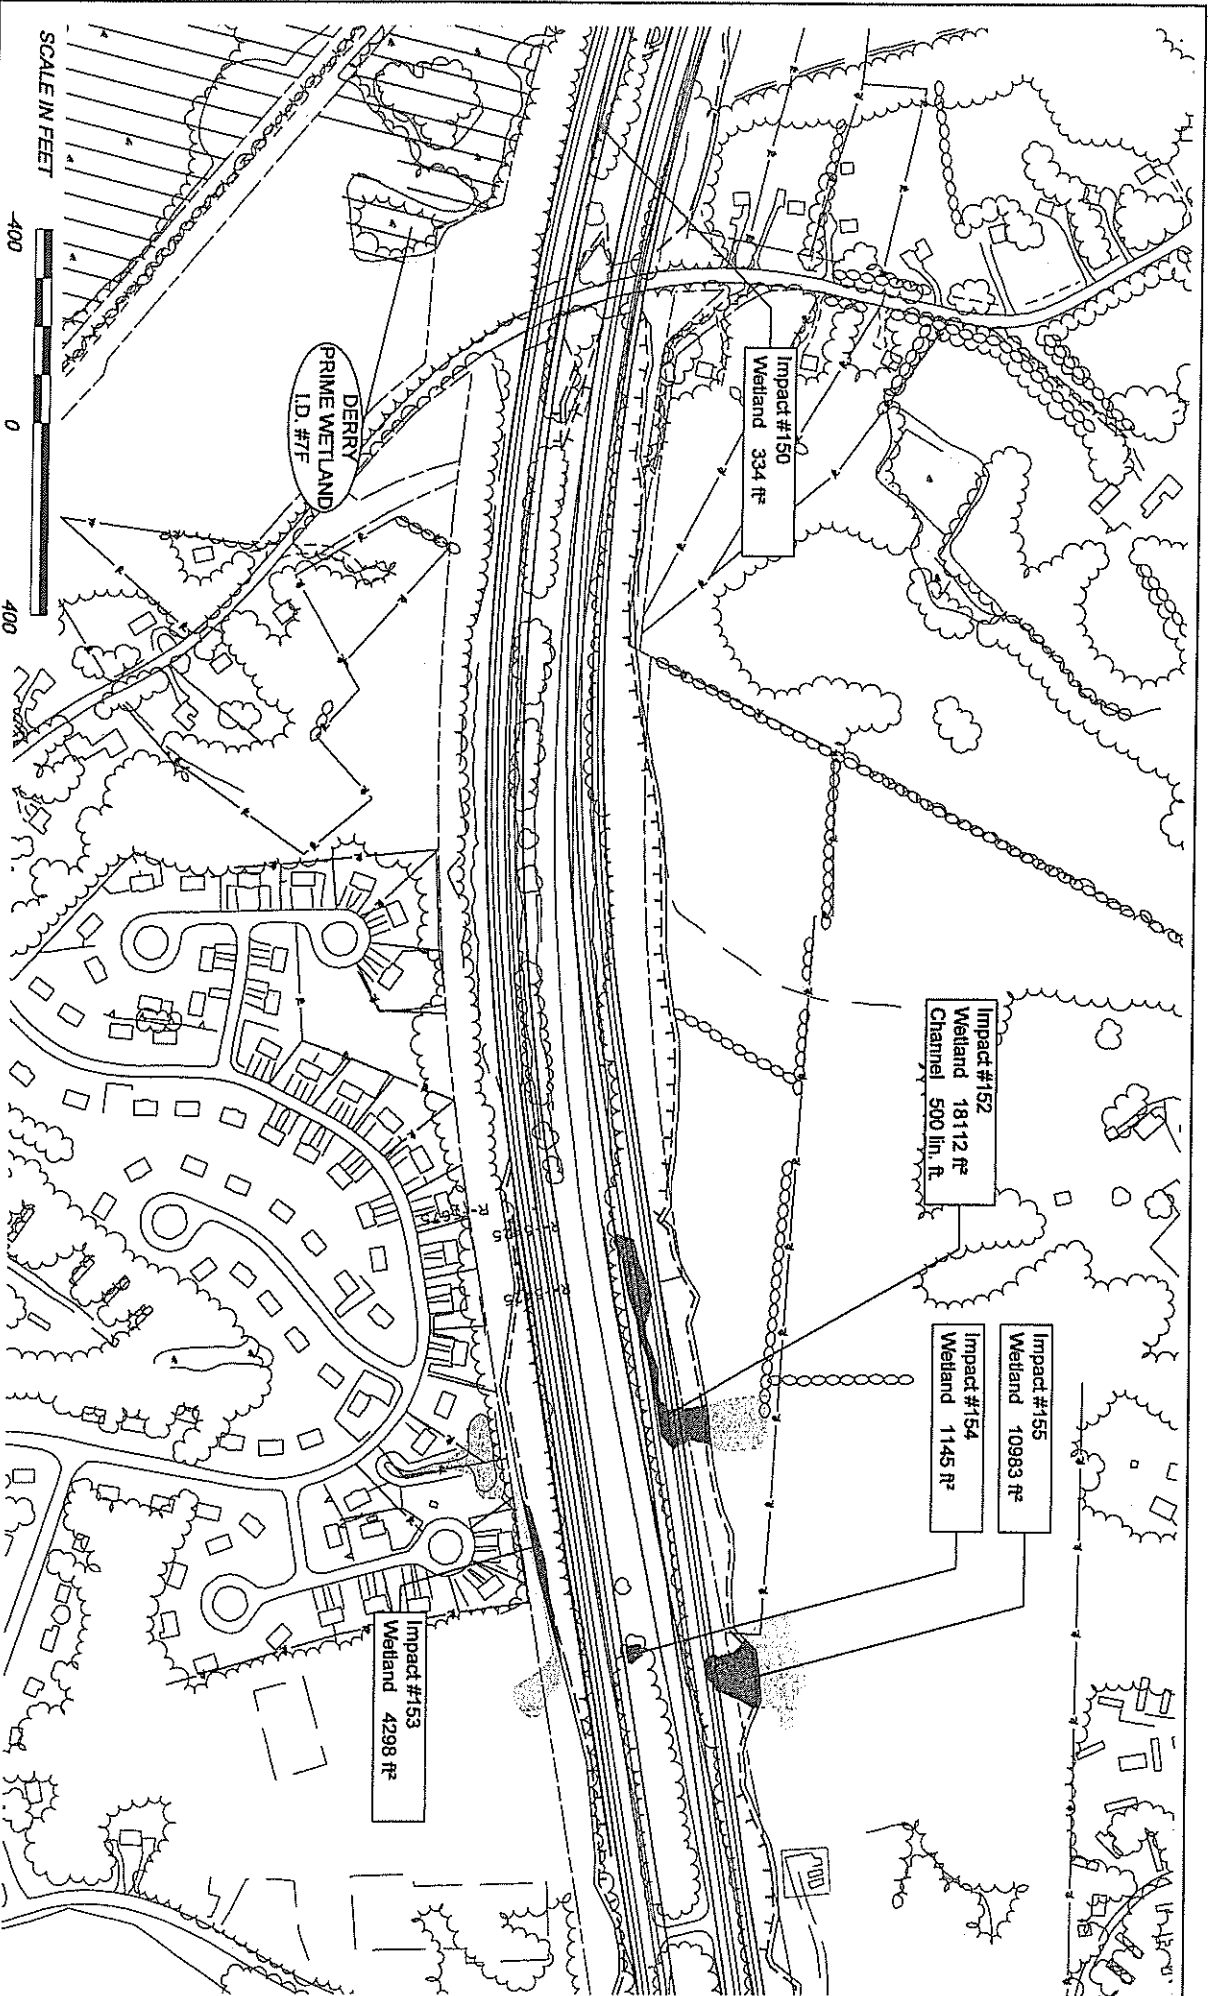 Impact #150
Wetland 334 ft²
Impact #152
Wetland 18112 ft²
Channel 500 lin. ft.
Impact #155
Wetland 10983 ft²
Impact #154
Wetland 1145 ft²
Impact #153
Wetland 4298 ft²
DERRY
PRIME WETLAND
I.D. #7F
SCALE IN FEET
-400 0 400